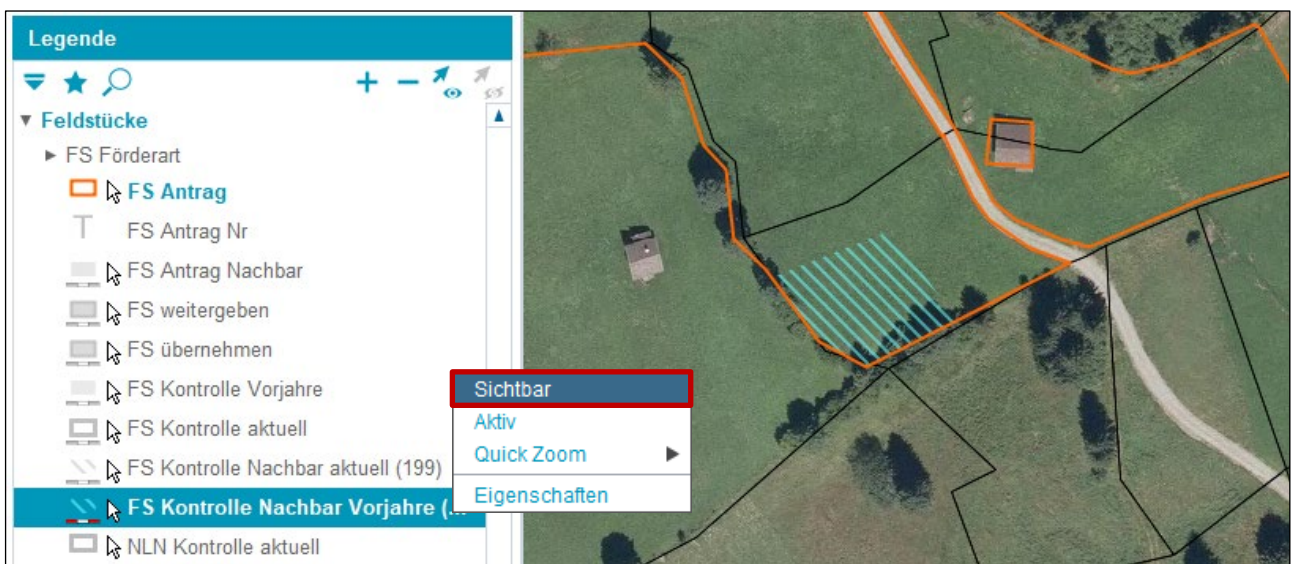 Legende
Feldstücke
FS Förderart
FS Antrag
FS Antrag Nr
FS Antrag Nachbar
FS weitergeben
FS übernehmen
FS Kontrolle Vorjahre
FS Kontrolle aktuell
FS Kontrolle Nachbar aktuell (199)
FS Kontrolle Nachbar Vorjahre (...
NLN Kontrolle aktuell
Sichtbar
Aktiv
Quick Zoom
Eigenschaften